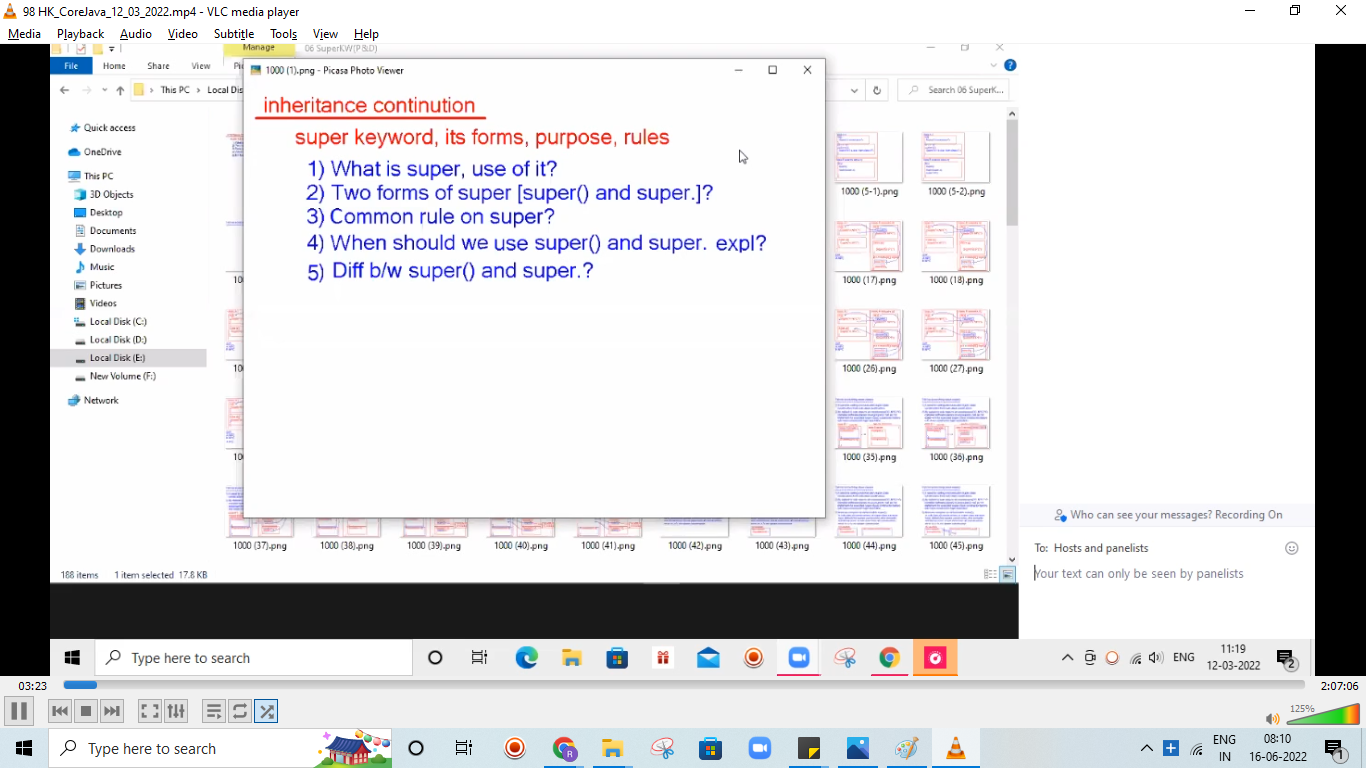 98 HK_CoreJava_12_03_2022.mp4 - VLC media player
Media Playback Audio Video Subtitle Tools View Help
Manage 06 SuperKW(P&D)
File Home Share View
This PC Local Dis
Search 06 SuperK...
1000 (1).png - Picasa Photo Viewer
inheritance continution
super keyword, its forms, purpose, rules
1) What is super, use of it?
2) Two forms of super [super() and super.]?
3) Common rule on super?
4) When should we use super() and super. expl?
5) Diff b/w super() and super.?
Quick access
OneDrive
This PC
3D Objects
Desktop
Documents
Downloads
Music
Pictures
Videos
Local Disk (C:)
Local Disk (D:)
Local Disk (E:)
New Volume (F:)
Network
1000 (5-1).png 1000 (5-2).png
1000 (17).png 1000 (18).png
1000 (26).png 1000 (27).png
1000 (35).png 1000 (36).png
1000 (37).png 1000 (38).png 1000 (39).png 1000 (40).png 1000 (41).png 1000 (42).png 1000 (43).png 1000 (44).png 1000 (45).png
188 items 1 item selected 17.8 KB
Who can see your messages? Recording On
To: Hosts and panelists
Your text can only be seen by panelists
Type here to search
ENG
11:19
12-03-2022
2
03:23
2:07:06
125%
Type here to search
ENG
IN
08:10
16-06-2022
1